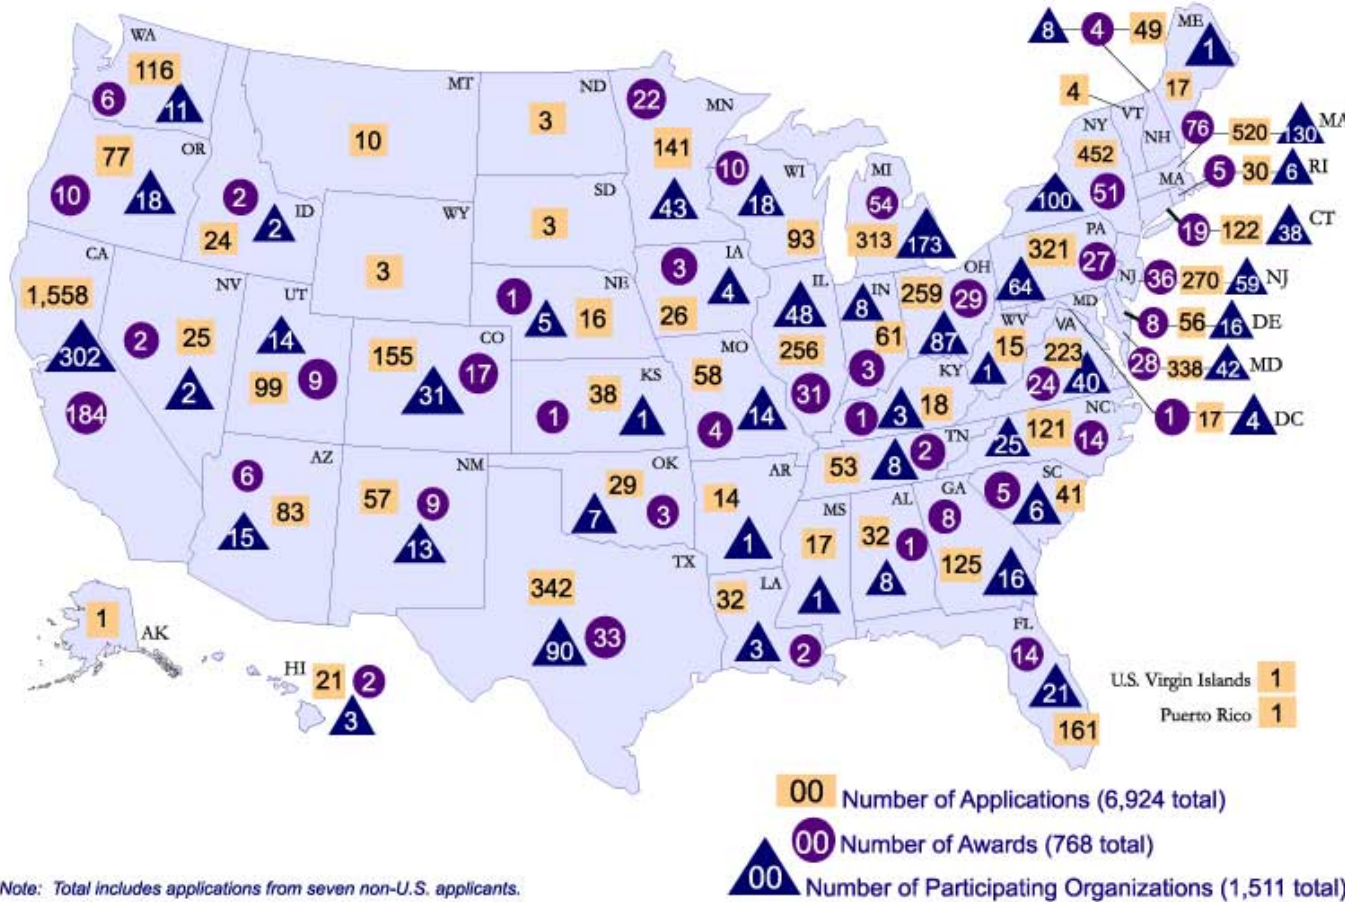 8 4 49 ME
1
WA
116
6 11
MT
10
ND
3
22
MN
141
43
4
VT
17
NY
452
NH
76 520 130 MA
100 51
MA
5 30 6 RI
19 122 38 CT
OR
77
10 18
2
ID
24 2
SD
3
WY
3
10
WI
18
93
MI
54
313 173
PA
321
27
64
NJ 36 270 59 NJ
CA
1,558
302
184
NV
2 25
2
UT
14
99 9
CO
155 17
31
NE
1
5 16
IA
3
4
26
IL
48
256
31
IN
8
61
3
OH
259 29
87
MD
8 56 16 DE
28 338 42 MD
1 17 4 DC
WV
15
1
VA
223
24 40
KS
38
1 1
MO
58
14
4
KY
1 3 18
TN
53 8 2
NC
121 14
25
AZ
6
83
15
NM
57
9
13
OK
29
7 3
AR
14
1
MS
17
1
AL
32
1
8
GA
8
125 16
SC
5 41
6
TX
342
33
90
LA
32
3 2
FL
14
21
161
1
AK
HI
21 2
3
U.S. Virgin Islands 1
Puerto Rico 1
00 Number of Applications (6,924 total)
00 Number of Awards (768 total)
00 Number of Participating Organizations (1,511 total)
Note: Total includes applications from seven non-U.S. applicants.